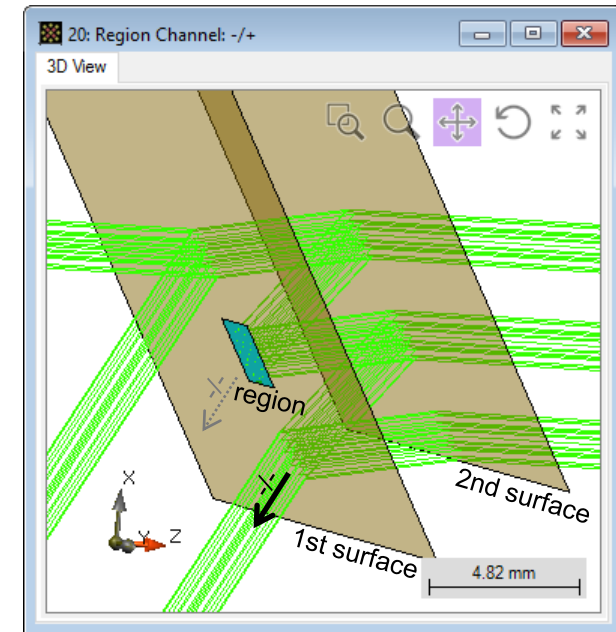 20: Region Channel: -/+
3D View
-/-
region
-/-
2nd surface
1st surface
X
Y
Z
4.82 mm